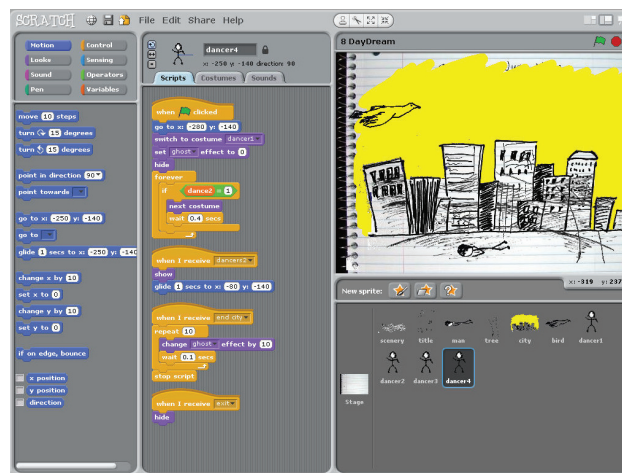 SCRATCH File Edit Share Help
Motion Control
Looks Sensing
Sound Operators
Pen Variables
move 10 steps
turn 15 degrees
turn 15 degrees
point in direction 90
point towards
go to x: -250 y: -140
go to
glide 1 secs to x: -250 y: -140
change x by 10
set x to 0
change y by 10
set y to 0
if on edge, bounce
x position
y position
direction
dancer4
x: -250 y: -140 direction: 90
Scripts Costumes Sounds
when clicked
go to x: -280 y: -140
switch to costume dancer1
set ghost effect to 0
hide
forever
if dance2 = 1
next costume
wait 0.4 secs
when I receive dancers2
show
glide 1 secs to x: -80 y: -140
when I receive end city
repeat 10
change ghost effect by 10
wait 0.1 secs
stop script
when I receive exit
hide
8 DayDream
x: -319 y: 237
New sprite:
scenery title man tree city bird dancer1
dancer2 dancer3 dancer4
Stage